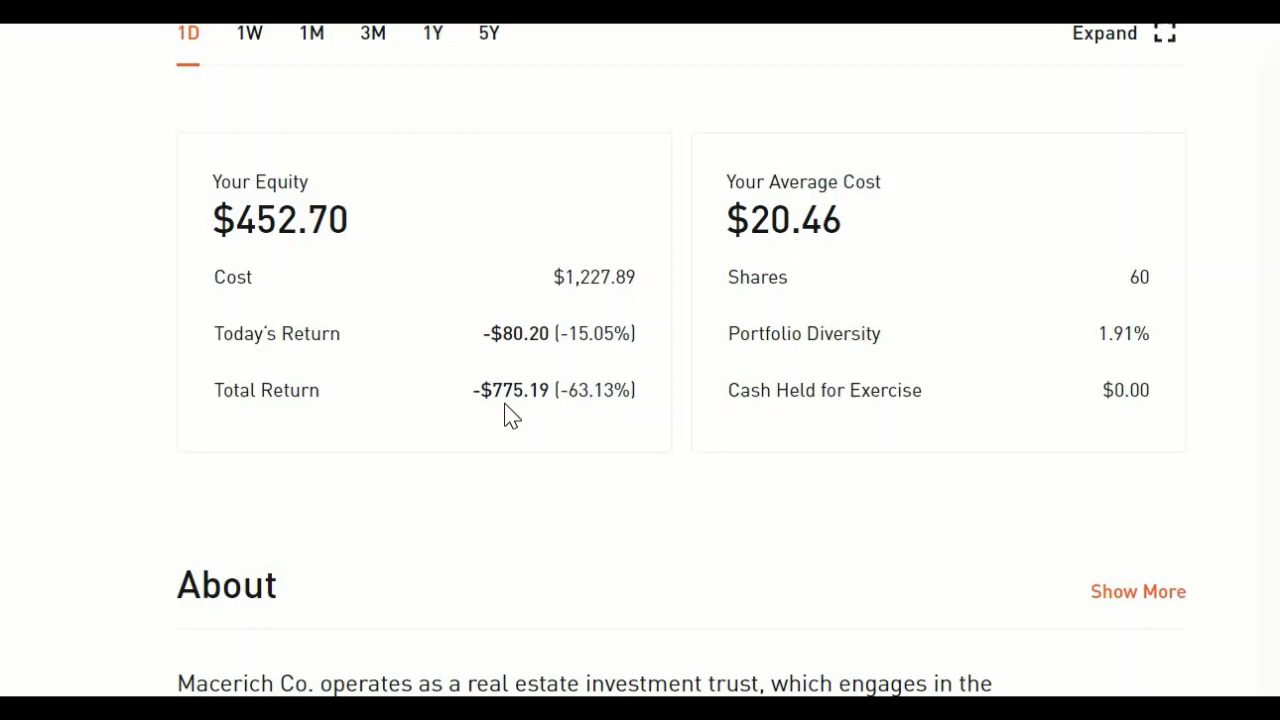 1D 1W 1M 3M 1Y 5Y Expand
Your Equity
$452.70
Cost $1,227.89
Today's Return -$80.20 (-15.05%)
Total Return -$775.19 (-63.13%)
Your Average Cost
$20.46
Shares 60
Portfolio Diversity 1.91%
Cash Held for Exercise $0.00
About Show More
Macerich Co. operates as a real estate investment trust, which engages in the